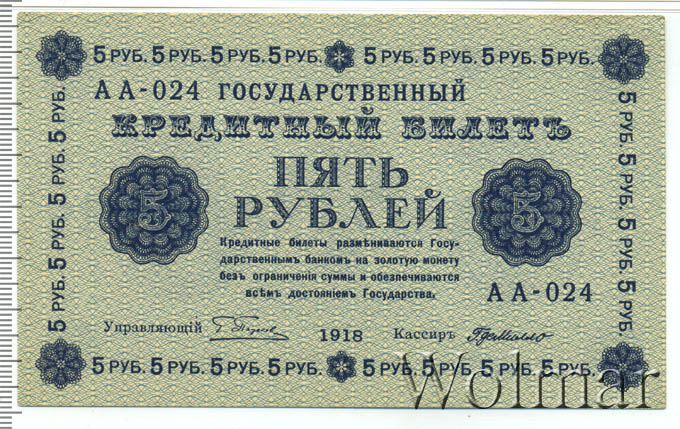 5 РУБ. 5 РУБ. 5 РУБ. 5 РУБ. 5 РУБ. 5 РУБ. 5 РУБ. 5 РУБ.
АА-024 ГОСУДАРСТВЕННЫЙ
КРЕДИТНЫЙ БИЛЕТЪ
ПЯТЬ
РУБЛЕЙ
5
5
Кредитные билеты размѣниваются Госу-
дарственнымъ банкомъ на золотую монету
безъ ограниченія суммы и обезпечиваются
всѣмъ достояніемъ Государства.
АА-024
Управляющій
1918
Кассиръ
5 РУБ. 5 РУБ. 5 РУБ. 5 РУБ. 5 РУБ. 5 РУБ. 5 РУБ. 5 РУБ.
5 РУБ. 5 РУБ. 5 РУБ. 5 РУБ.
5 РУБ. 5 РУБ. 5 РУБ. 5 РУБ.
Wolmar